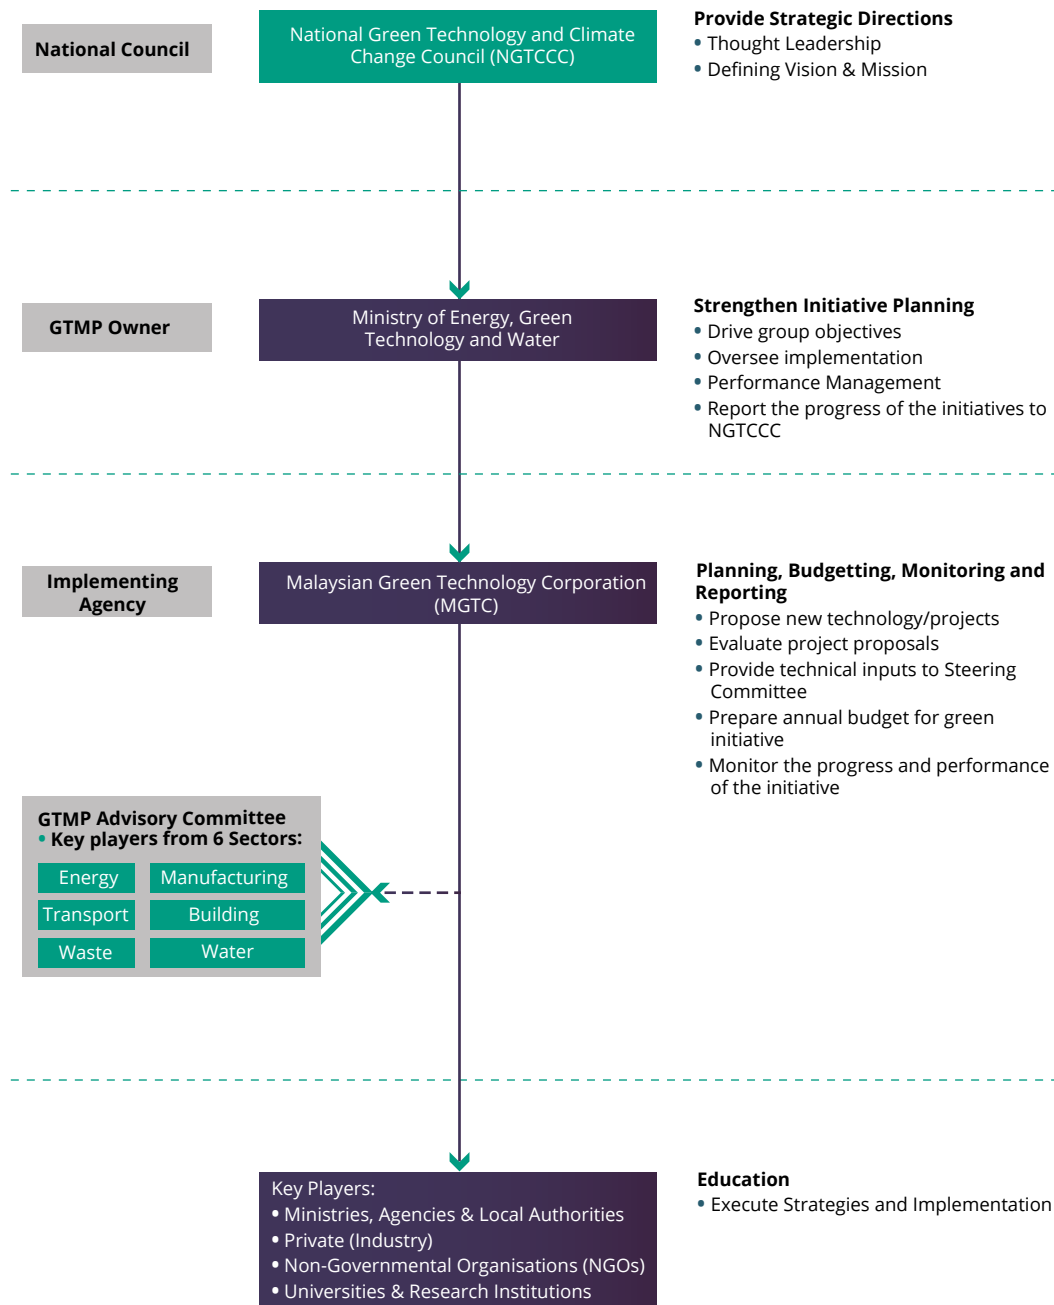 National Council
National Green Technology and Climate
Change Council (NGTCCC)
Provide Strategic Directions
• Thought Leadership
• Defining Vision & Mission
GTMP Owner
Ministry of Energy, Green
Technology and Water
Strengthen Initiative Planning
• Drive group objectives
• Oversee implementation
• Performance Management
• Report the progress of the initiatives to
NGTCCC
Implementing
Agency
Malaysian Green Technology Corporation
(MGTC)
Planning, Budgetting, Monitoring and
Reporting
• Propose new technology/projects
• Evaluate project proposals
• Provide technical inputs to Steering
Committee
• Prepare annual budget for green
initiative
• Monitor the progress and performance
of the initiative
GTMP Advisory Committee
• Key players from 6 Sectors:
Energy
Manufacturing
Transport
Building
Waste
Water
Key Players:
• Ministries, Agencies & Local Authorities
• Private (Industry)
• Non-Governmental Organisations (NGOs)
• Universities & Research Institutions
Education
• Execute Strategies and Implementation